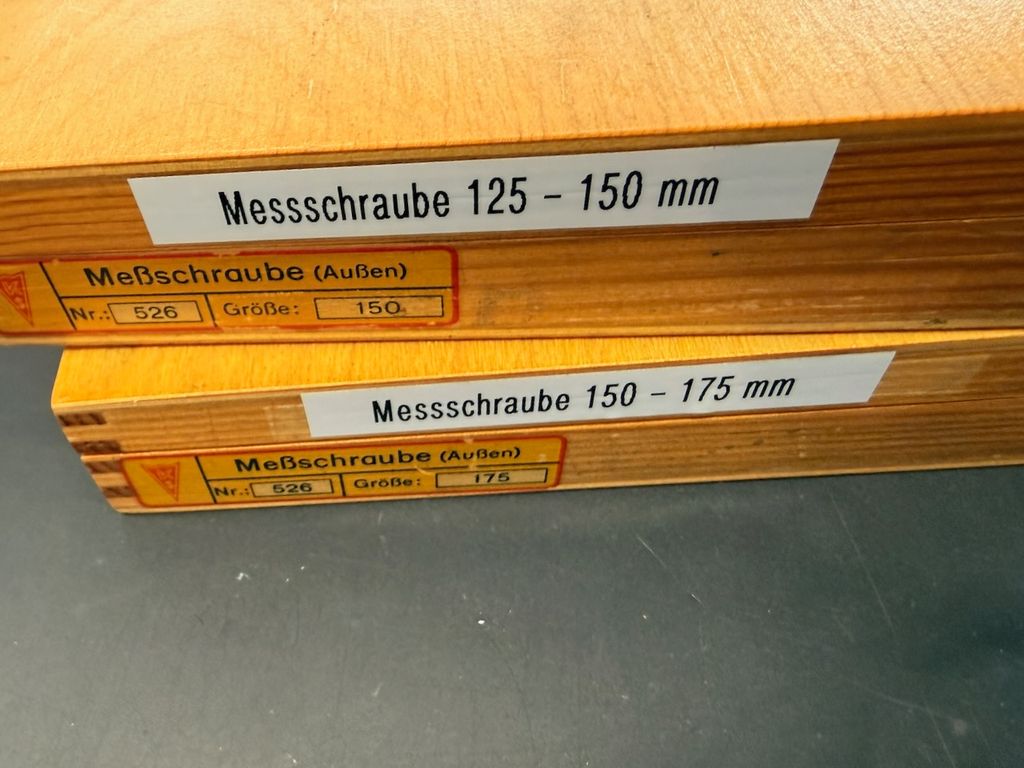 Messschraube 125 - 150 mm
Meßschraube (Außen)
Nr.: 526 Größe: 150
Messschraube 150 - 175 mm
Meßschraube (Außen)
Nr.: 526 Größe: 175